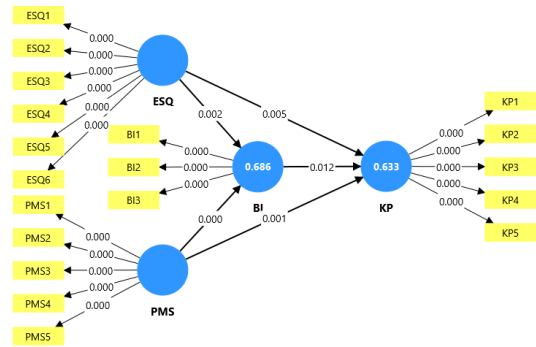 ESQ1
0.000
ESQ2
0.000
ESQ3
0.000
ESQ4
0.000
ESQ5
0.000
ESQ6
0.000
ESQ
0.002
0.005
BI1
0.000
BI2
0.000
BI3
0.000
0.686
BI
0.012
0.633
KP
KP1
0.000
KP2
0.000
KP3
0.000
KP4
0.000
KP5
0.000
PMS1
0.000
PMS2
0.000
PMS3
0.000
PMS4
0.000
PMS5
0.000
PMS
0.000
0.001